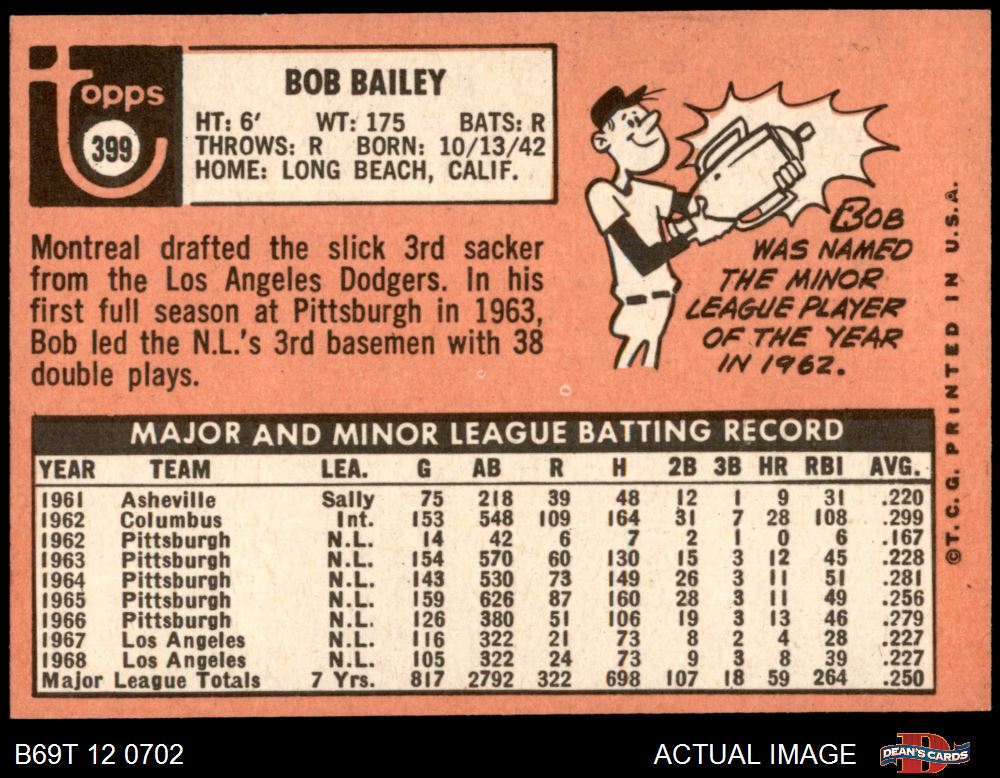 topps
399
BOB BAILEY
HT: 6' WT: 175 BATS: R
THROWS: R BORN: 10/13/42
HOME: LONG BEACH, CALIF.
Montreal drafted the slick 3rd sacker
from the Los Angeles Dodgers. In his
first full season at Pittsburgh in 1963,
Bob led the N.L.'s 3rd basemen with 38
double plays.
BOB
WAS NAMED
THE MINOR
LEAGUE PLAYER
OF THE YEAR
IN 1962.
©T.C.G. PRINTED IN U.S.A.
MAJOR AND MINOR LEAGUE BATTING RECORD
YEAR TEAM LEA. G AB R H 2B 3B HR RBI AVG.
1961 Asheville Sally 75 218 39 48 12 1 9 31 .220
1962 Columbus Int. 153 548 109 164 31 7 28 108 .299
1962 Pittsburgh N.L. 14 42 6 7 2 1 0 6 .167
1963 Pittsburgh N.L. 154 570 60 130 15 3 12 45 .228
1964 Pittsburgh N.L. 143 530 73 149 26 3 11 51 .281
1965 Pittsburgh N.L. 159 626 87 160 28 3 11 49 .256
1966 Pittsburgh N.L. 126 380 51 106 19 3 13 46 .279
1967 Los Angeles N.L. 116 322 21 73 8 2 4 28 .227
1968 Los Angeles N.L. 105 322 24 73 9 3 8 39 .227
Major League Totals 7 Yrs. 817 2792 322 698 107 18 59 264 .250
B69T 12 0702 ACTUAL IMAGE DEAN'S CARDS